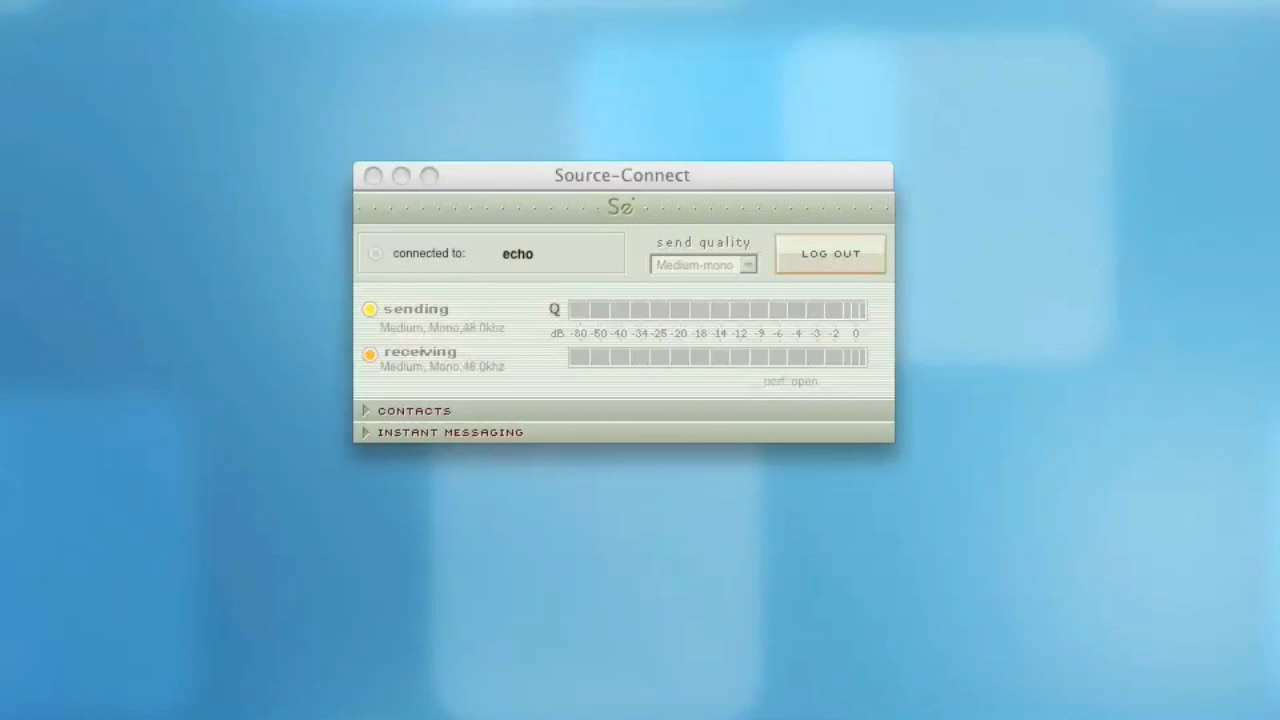 Source-Connect
connected to: echo
send quality
Medium-mono
LOG OUT
sending
Medium, Mono,48.0khz
Q
dB -80 -50 -40 -34 -25 -20 -18 -14 -12 -9 -6 -4 -3 -2 0
receiving
Medium, Mono,48.0khz
port: open
CONTACTS
INSTANT MESSAGING